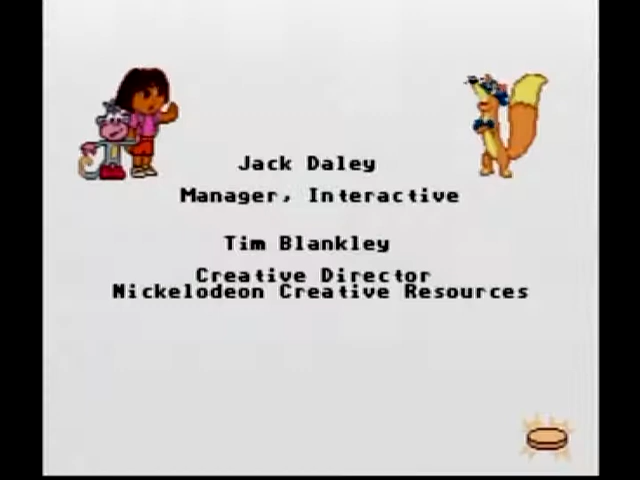 Jack Daley
Manager, Interactive
Tim Blankley
Creative Director
Nickelodeon Creative Resources